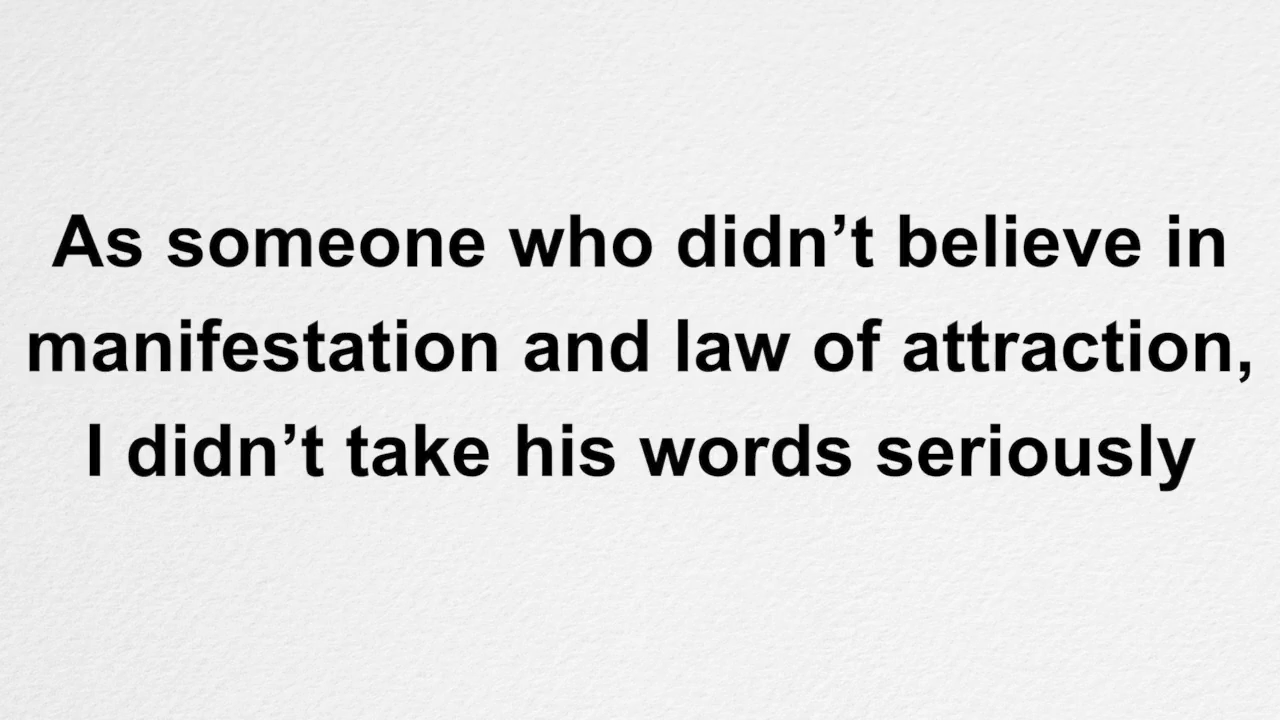 As someone who didn’t believe in
manifestation and law of attraction,
I didn’t take his words seriously